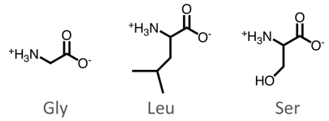 ⁺H₃N O O⁻
⁺H₃N O O⁻
⁺H₃N O O⁻
HO
Gly Leu Ser